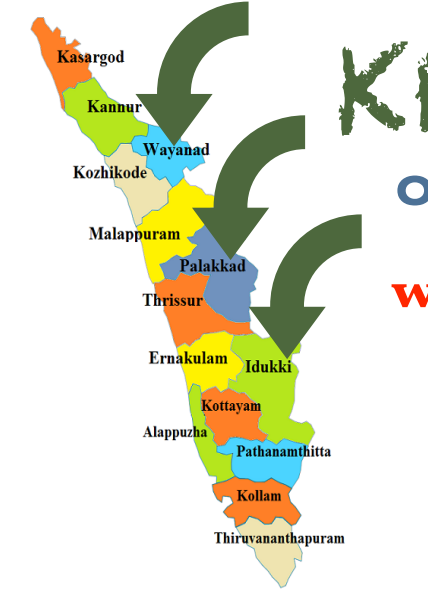 Kasargod
Kannur
Wayanad
Kozhikode
Malappuram
Palakkad
Thrissur
Ernakulam
Idukki
Kottayam
Alappuzha
Pathanamthitta
Kollam
Thiruvananthapuram